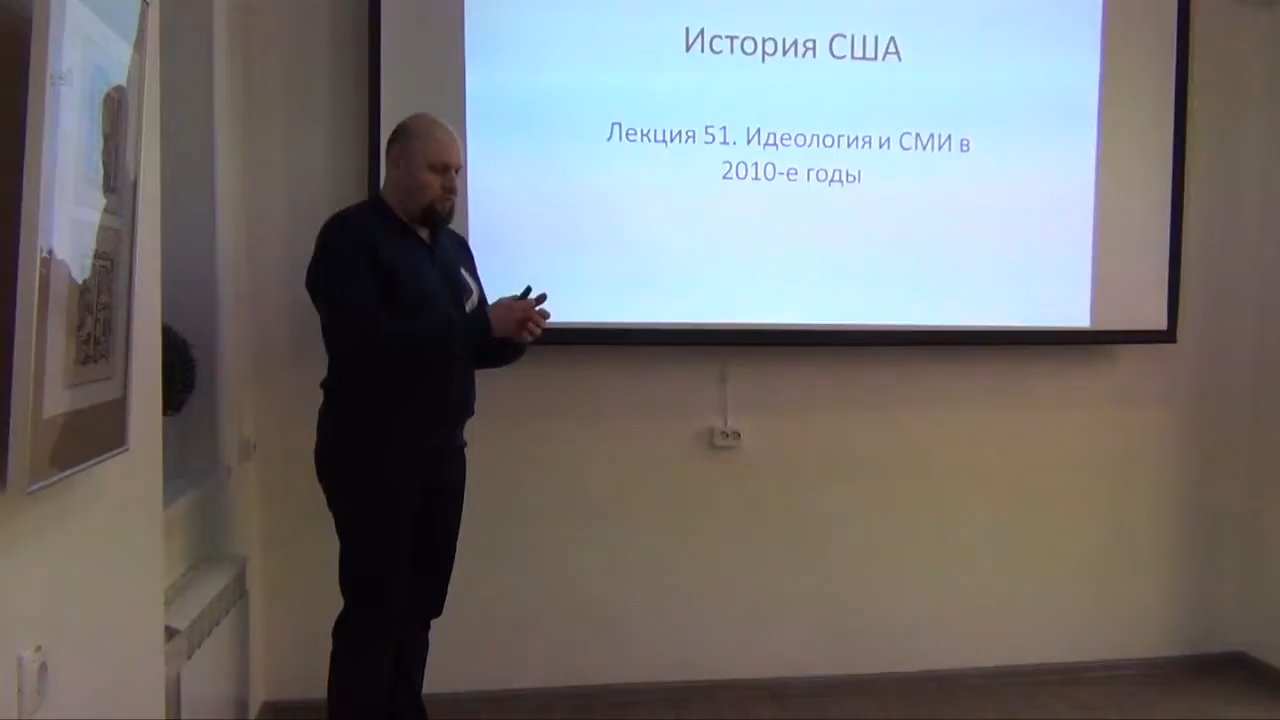 История США
Лекция 51. Идеология и СМИ в
2010-е годы